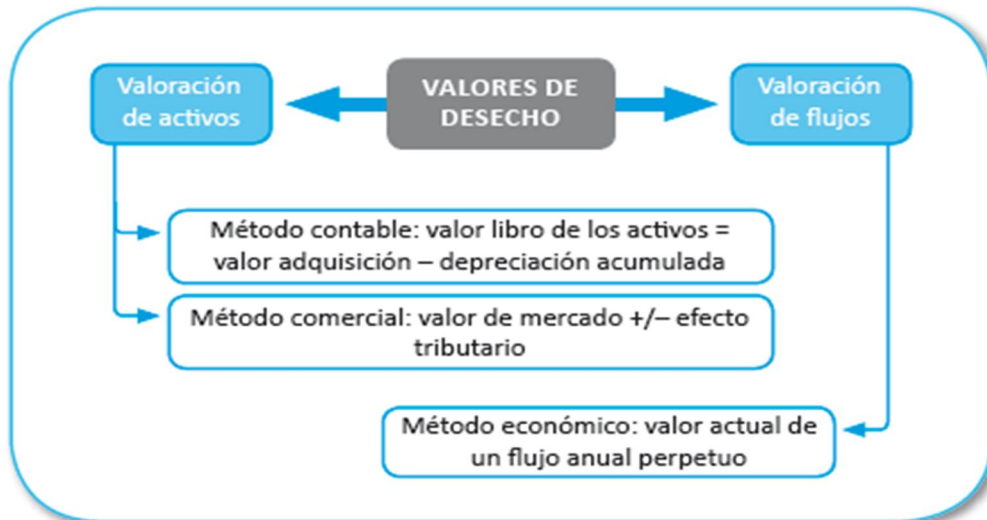 Valoración
de activos
VALORES DE
DESECHO
Valoración
de flujos
Método contable: valor libro de los activos =
valor adquisición – depreciación acumulada
Método comercial: valor de mercado +/– efecto
tributario
Método económico: valor actual de
un flujo anual perpetuo